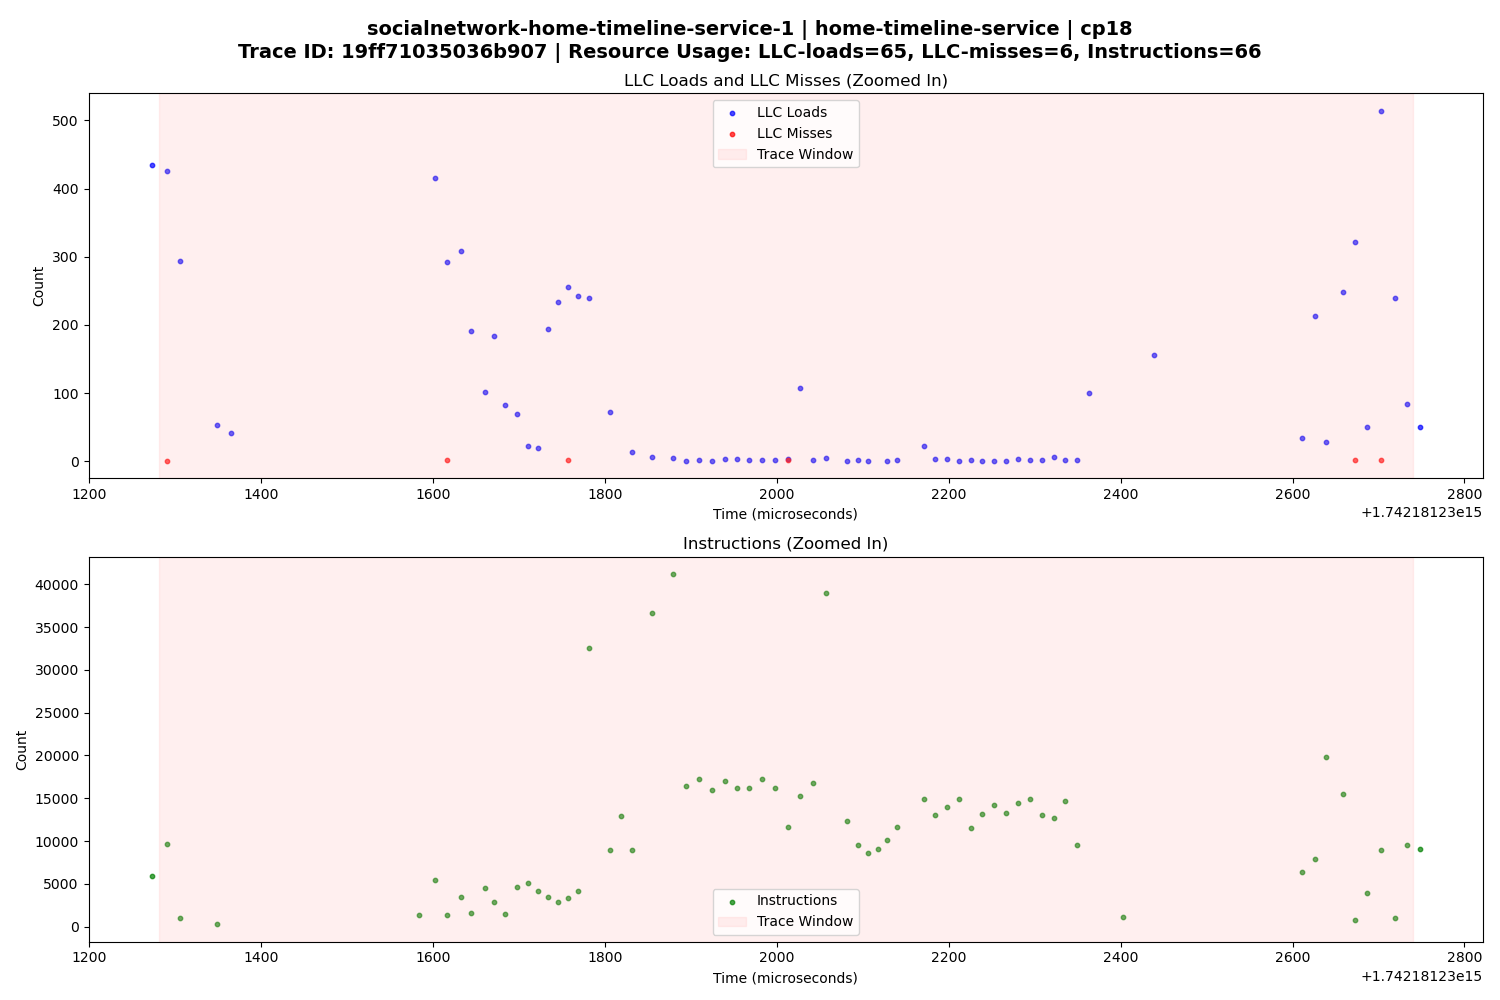 socialnetwork-home-timeline-service-1 | home-timeline-service | cp18
Trace ID: 19ff71035036b907 | Resource Usage: LLC-loads=65, LLC-misses=6, Instructions=66
LLC Loads and LLC Misses (Zoomed In)
LLC Loads
LLC Misses
Trace Window
Count
500
400
300
200
100
0
1200 1400 1600 1800 2000 2200 2400 2600 2800
Time (microseconds)
+1.74218123e15
Instructions (Zoomed In)
Count
40000
35000
30000
25000
20000
15000
10000
5000
0
Instructions
Trace Window
1200 1400 1600 1800 2000 2200 2400 2600 2800
Time (microseconds)
+1.74218123e15